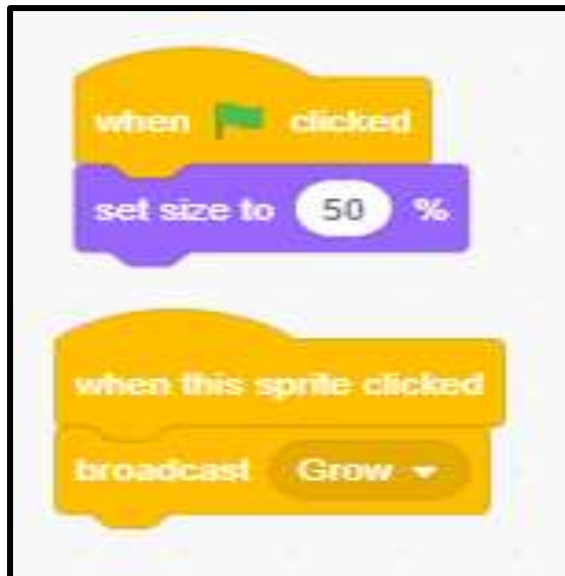 when clicked
set size to 50 %
when this sprite clicked
broadcast Grow